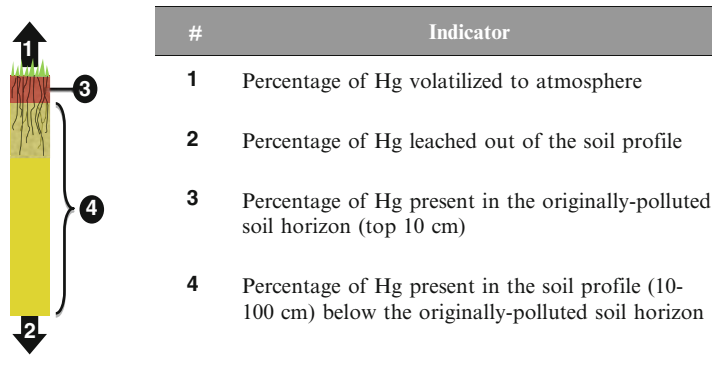 1
3
4
2
# Indicator
1 Percentage of Hg volatilized to atmosphere
2 Percentage of Hg leached out of the soil profile
3 Percentage of Hg present in the originally-polluted
soil horizon (top 10 cm)
4 Percentage of Hg present in the soil profile (10-
100 cm) below the originally-polluted soil horizon